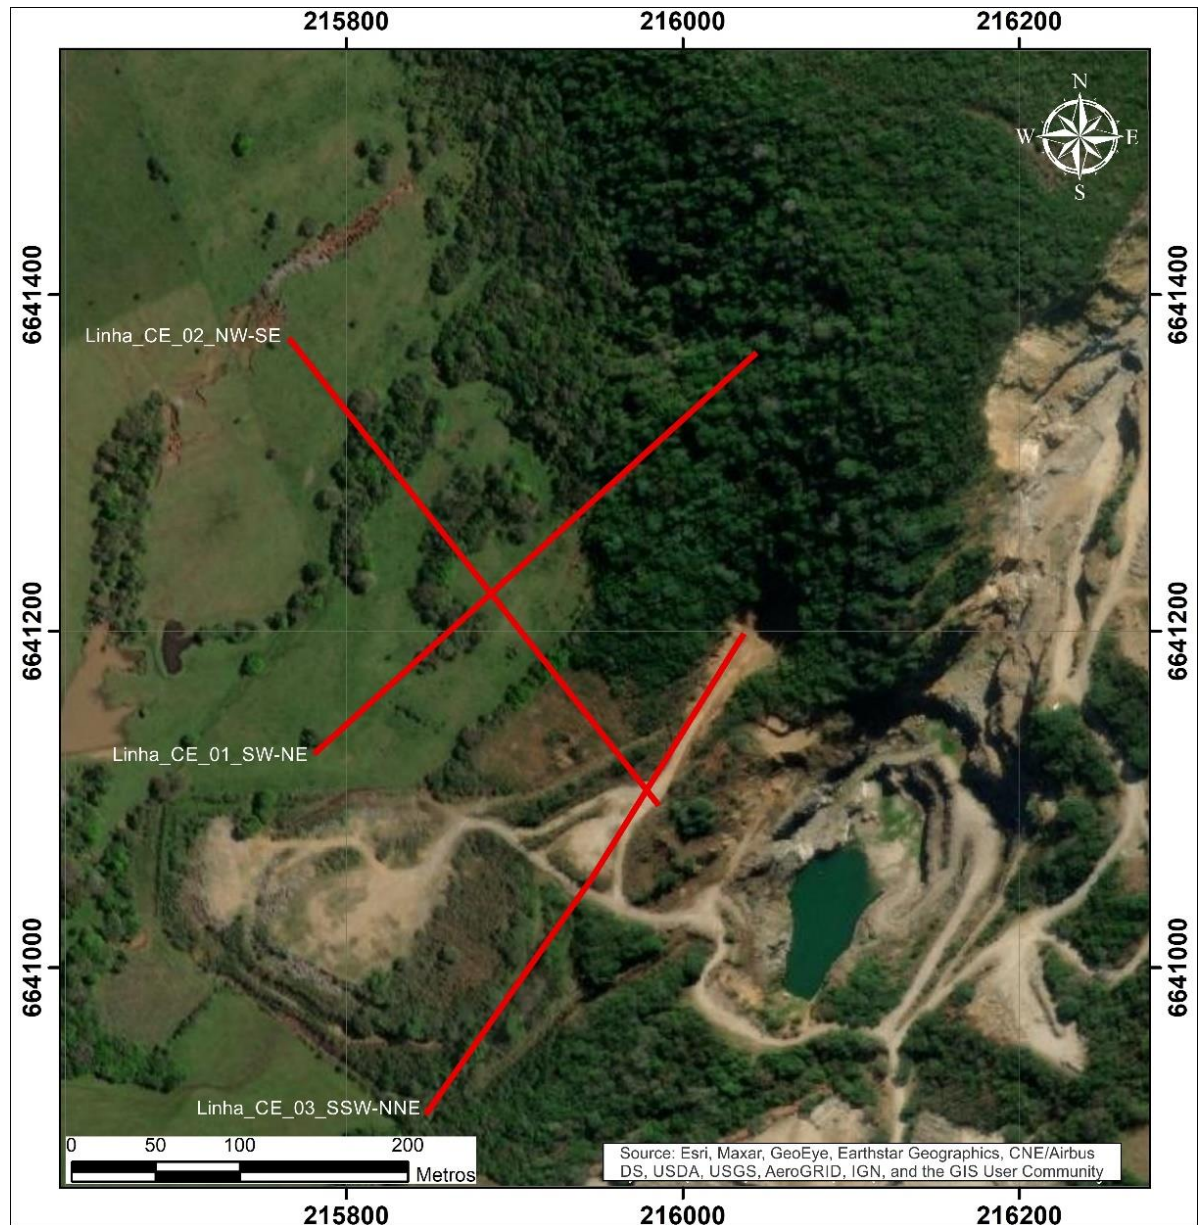 215800 216000 216200
N
W E
S
6641400 6641400
Linha_CE_02_NW-SE
6641200 6641200
Linha_CE_01_SW-NE
6641000 6641000
Linha_CE_03_SSW-NNE
0 50 100 200
Metros
Source: Esri, Maxar, GeoEye, Earthstar Geographics, CNE/Airbus
DS, USDA, USGS, AeroGRID, IGN, and the GIS User Community
215800 216000 216200